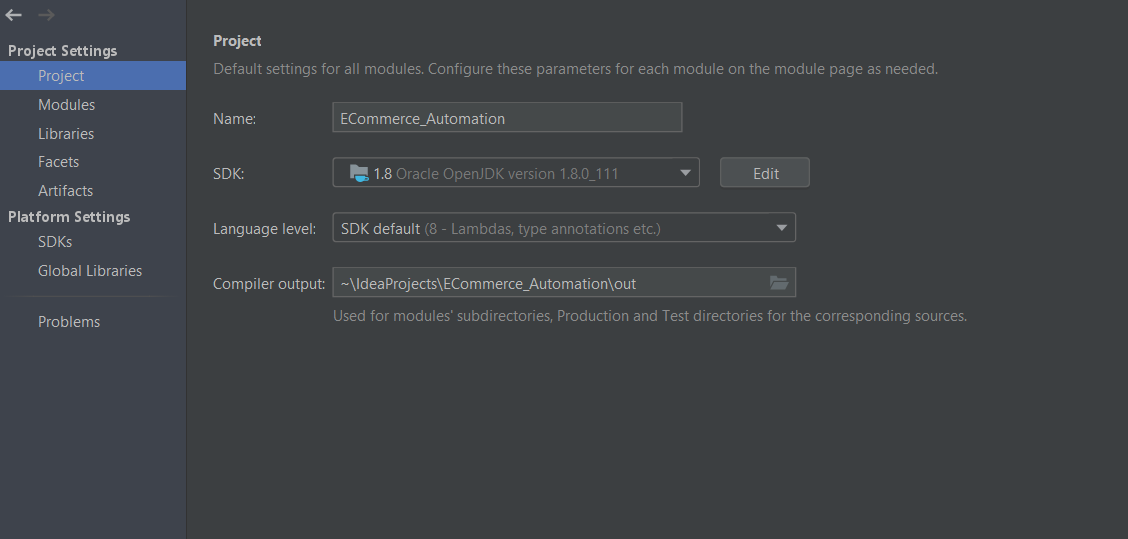 Project Settings
Project
Modules
Libraries
Facets
Artifacts
Platform Settings
SDKs
Global Libraries
Problems
Project
Default settings for all modules. Configure these parameters for each module on the module page as needed.
Name: ECommerce_Automation
SDK: 1.8 Oracle OpenJDK version 1.8.0_111 Edit
Language level: SDK default (8 - Lambdas, type annotations etc.)
Compiler output: ~\IdeaProjects\ECommerce_Automation\out
Used for modules' subdirectories, Production and Test directories for the corresponding sources.